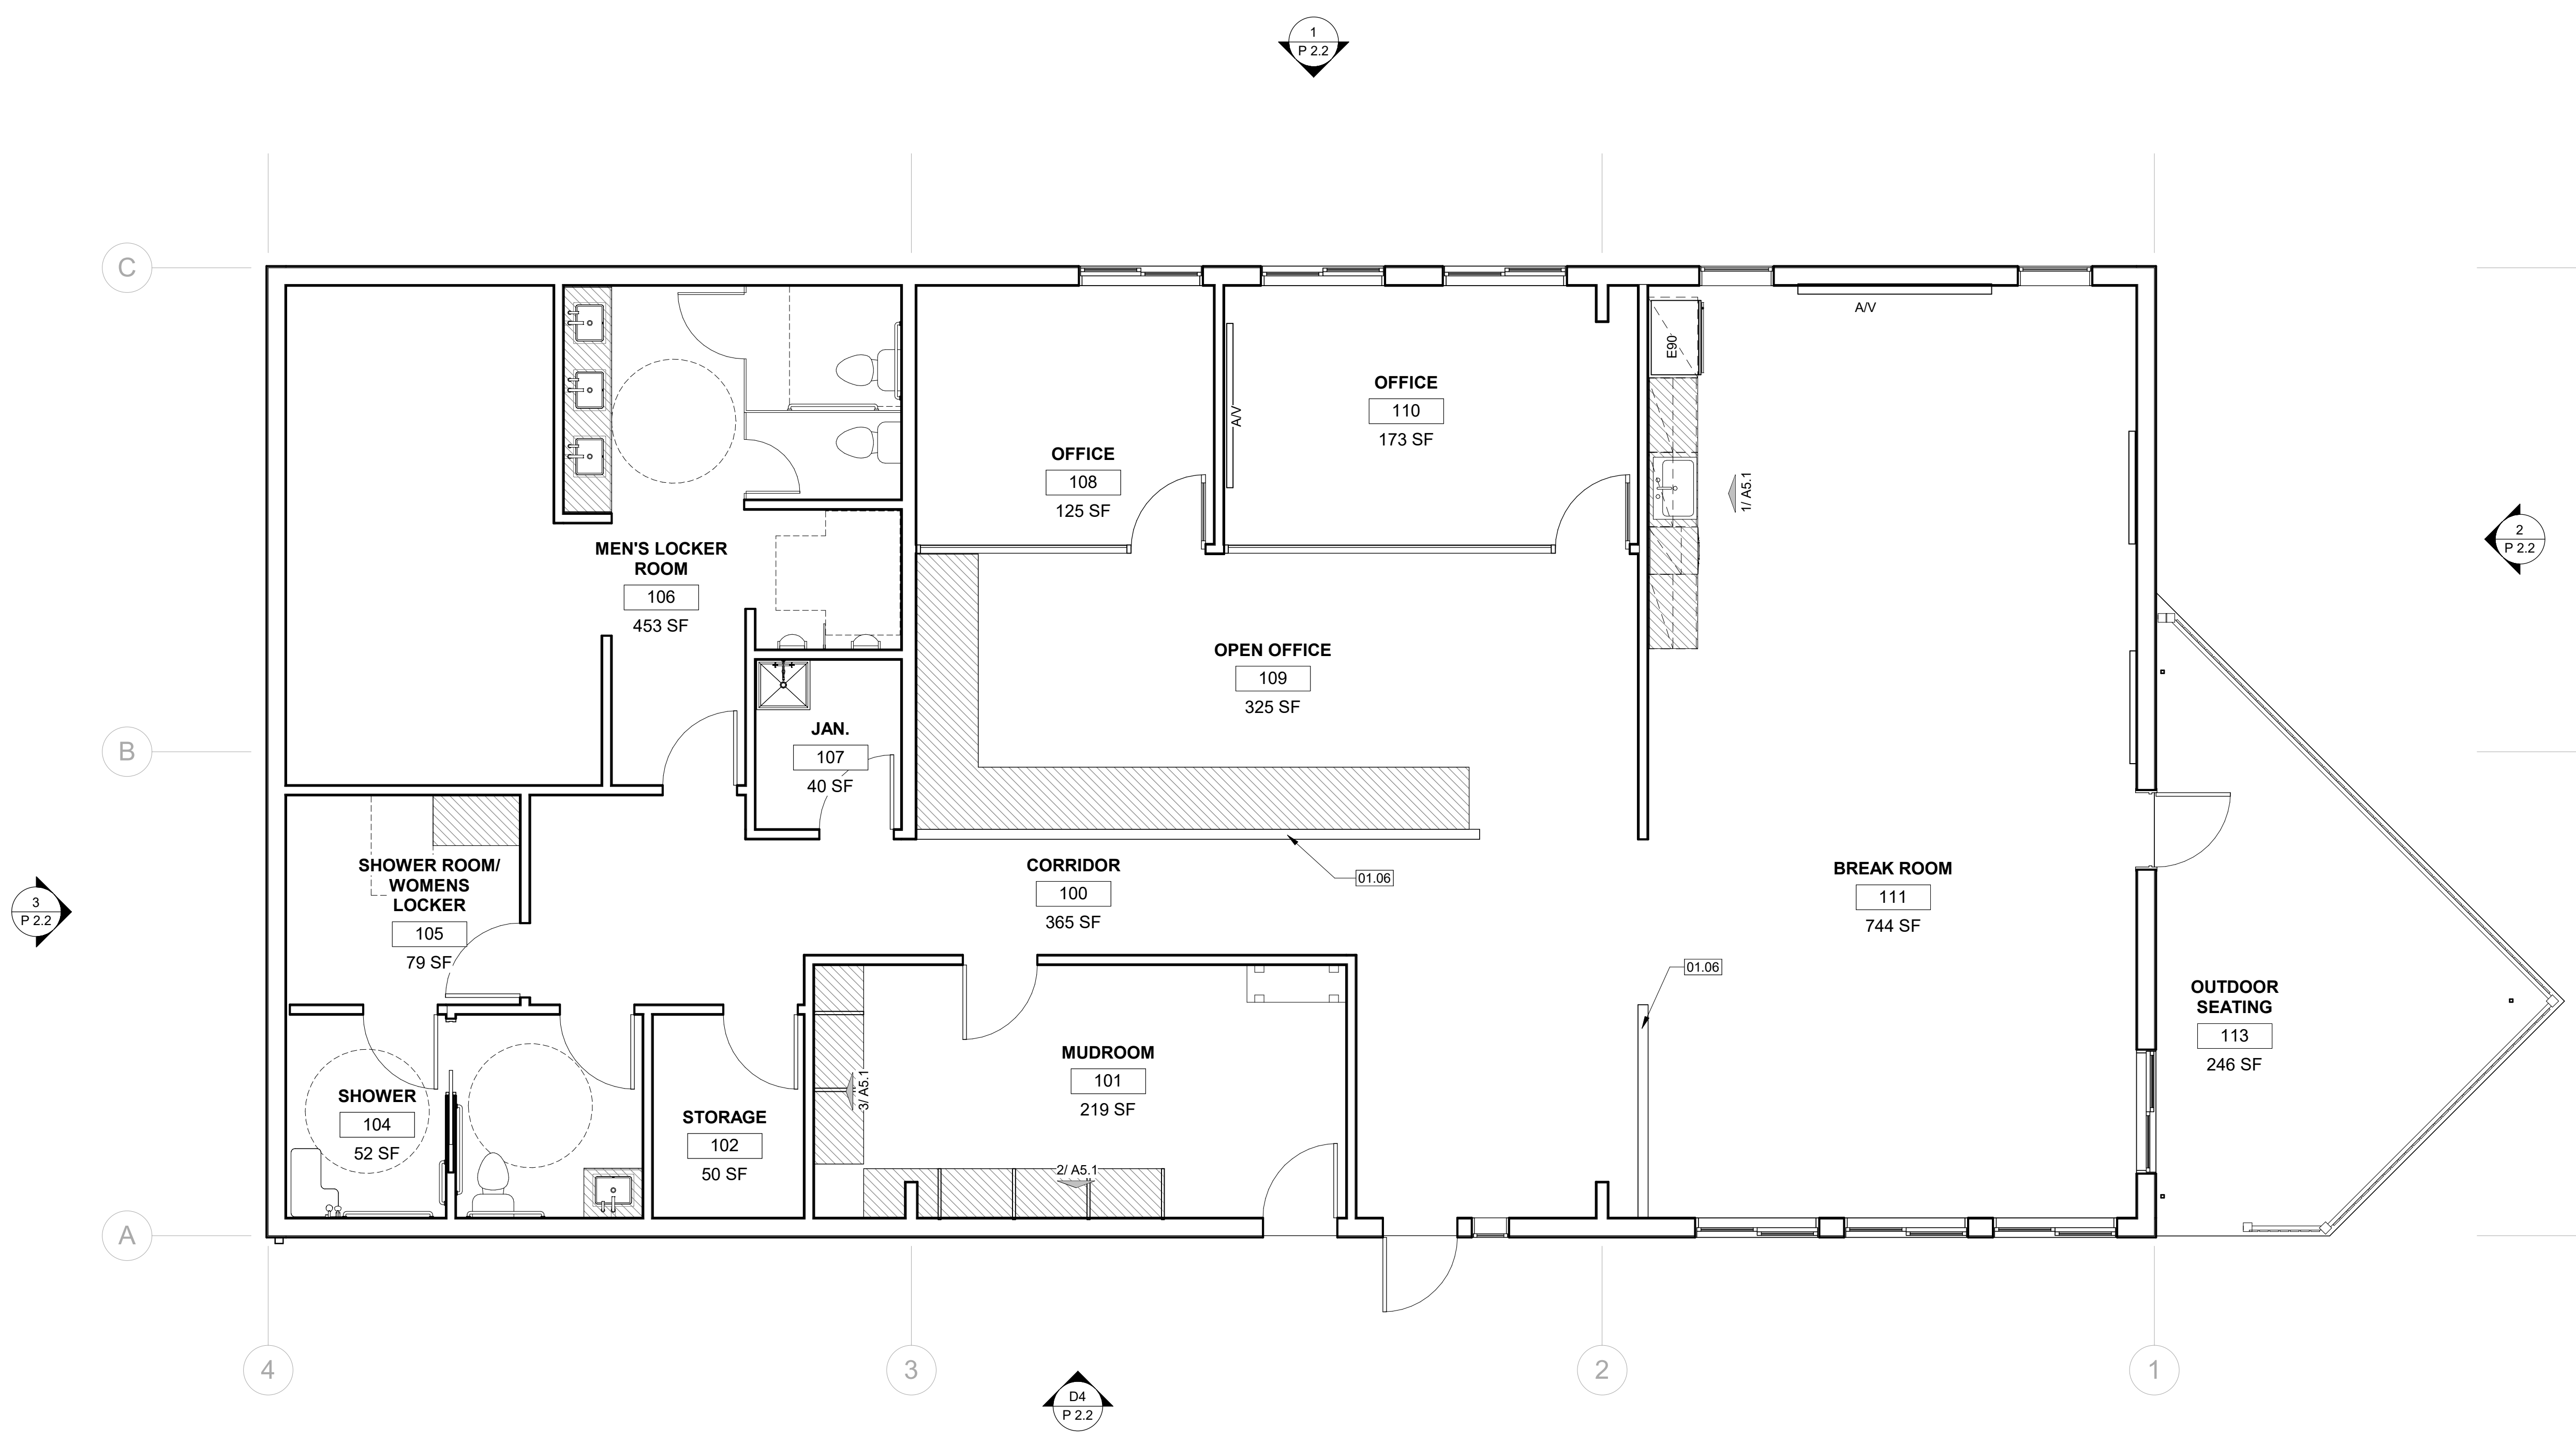 1
P 2.2
C
A/V
E90
OFFICE
110
173 SF
A/V
OFFICE
108
125 SF
1/ A5.1
2
P 2.2
MEN'S LOCKER
ROOM
106
453 SF
OPEN OFFICE
109
325 SF
B
JAN.
107
40 SF
SHOWER ROOM/
WOMENS
LOCKER
105
79 SF
CORRIDOR
100
365 SF
01.06
BREAK ROOM
111
744 SF
3
P 2.2
01.06
OUTDOOR
SEATING
113
246 SF
MUDROOM
101
219 SF
3/ A5.1
SHOWER
104
52 SF
STORAGE
102
50 SF
2/ A5.1
A
4
3
2
1
D4
P 2.2